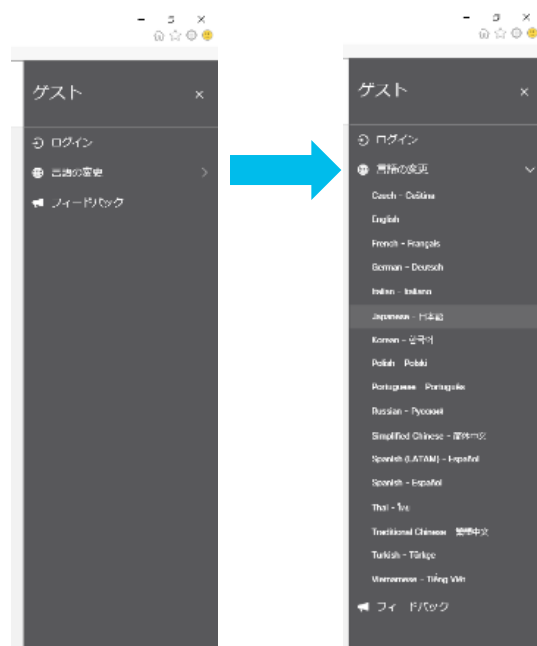 ゲスト
ログイン
言語の変更
フィードバック
ゲスト
ログイン
言語の変更
Czech - Čeština
English
French - Français
German - Deutsch
Italian - Italiano
Japanese - 日本語
Korean - 한국어
Polish - Polski
Portuguese - Português
Russian - Русский
Simplified Chinese - 简体中文
Spanish (LATAM) - Español
Spanish - Español
Thai - ไทย
Traditional Chinese - 繁體中文
Turkish - Türkçe
Vietnamese - Tiếng Việt
フィードバック